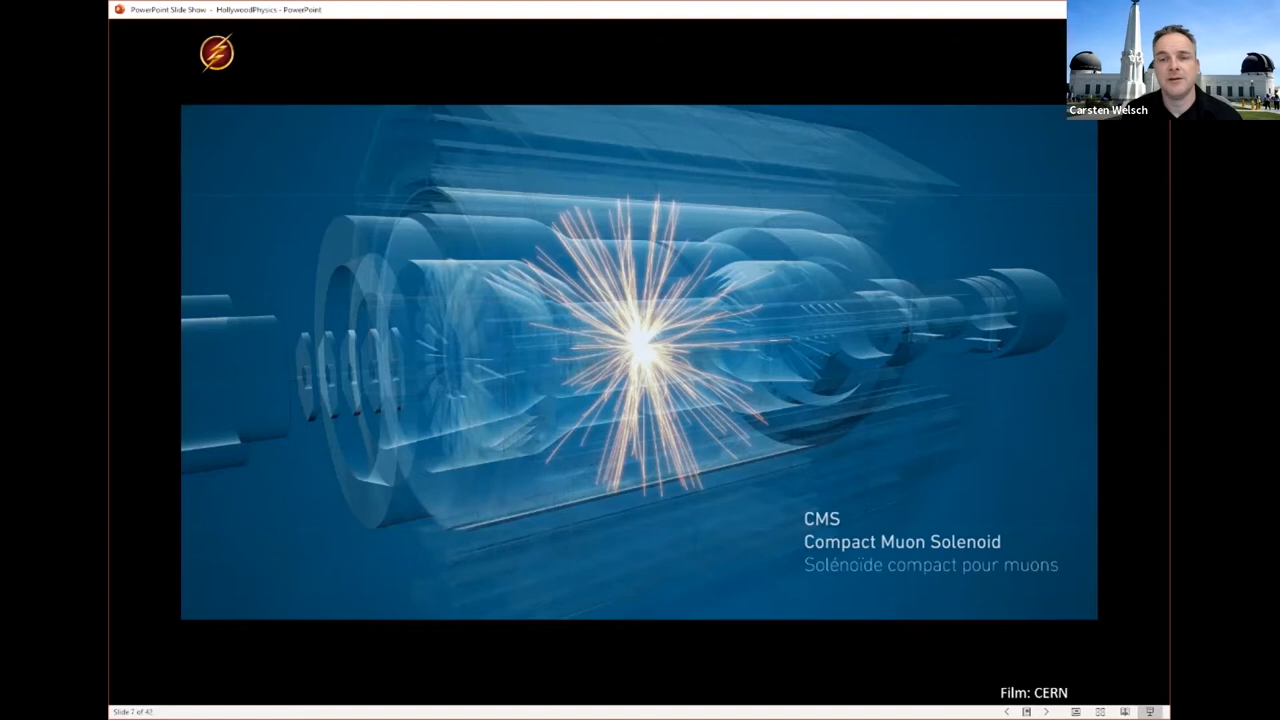 PowerPoint Slide Show - HollywoodPhysics - PowerPoint
Carsten Welsch
CMS
Compact Muon Solenoid
Solénoïde compact pour muons
Film: CERN
Slide 7 of 42